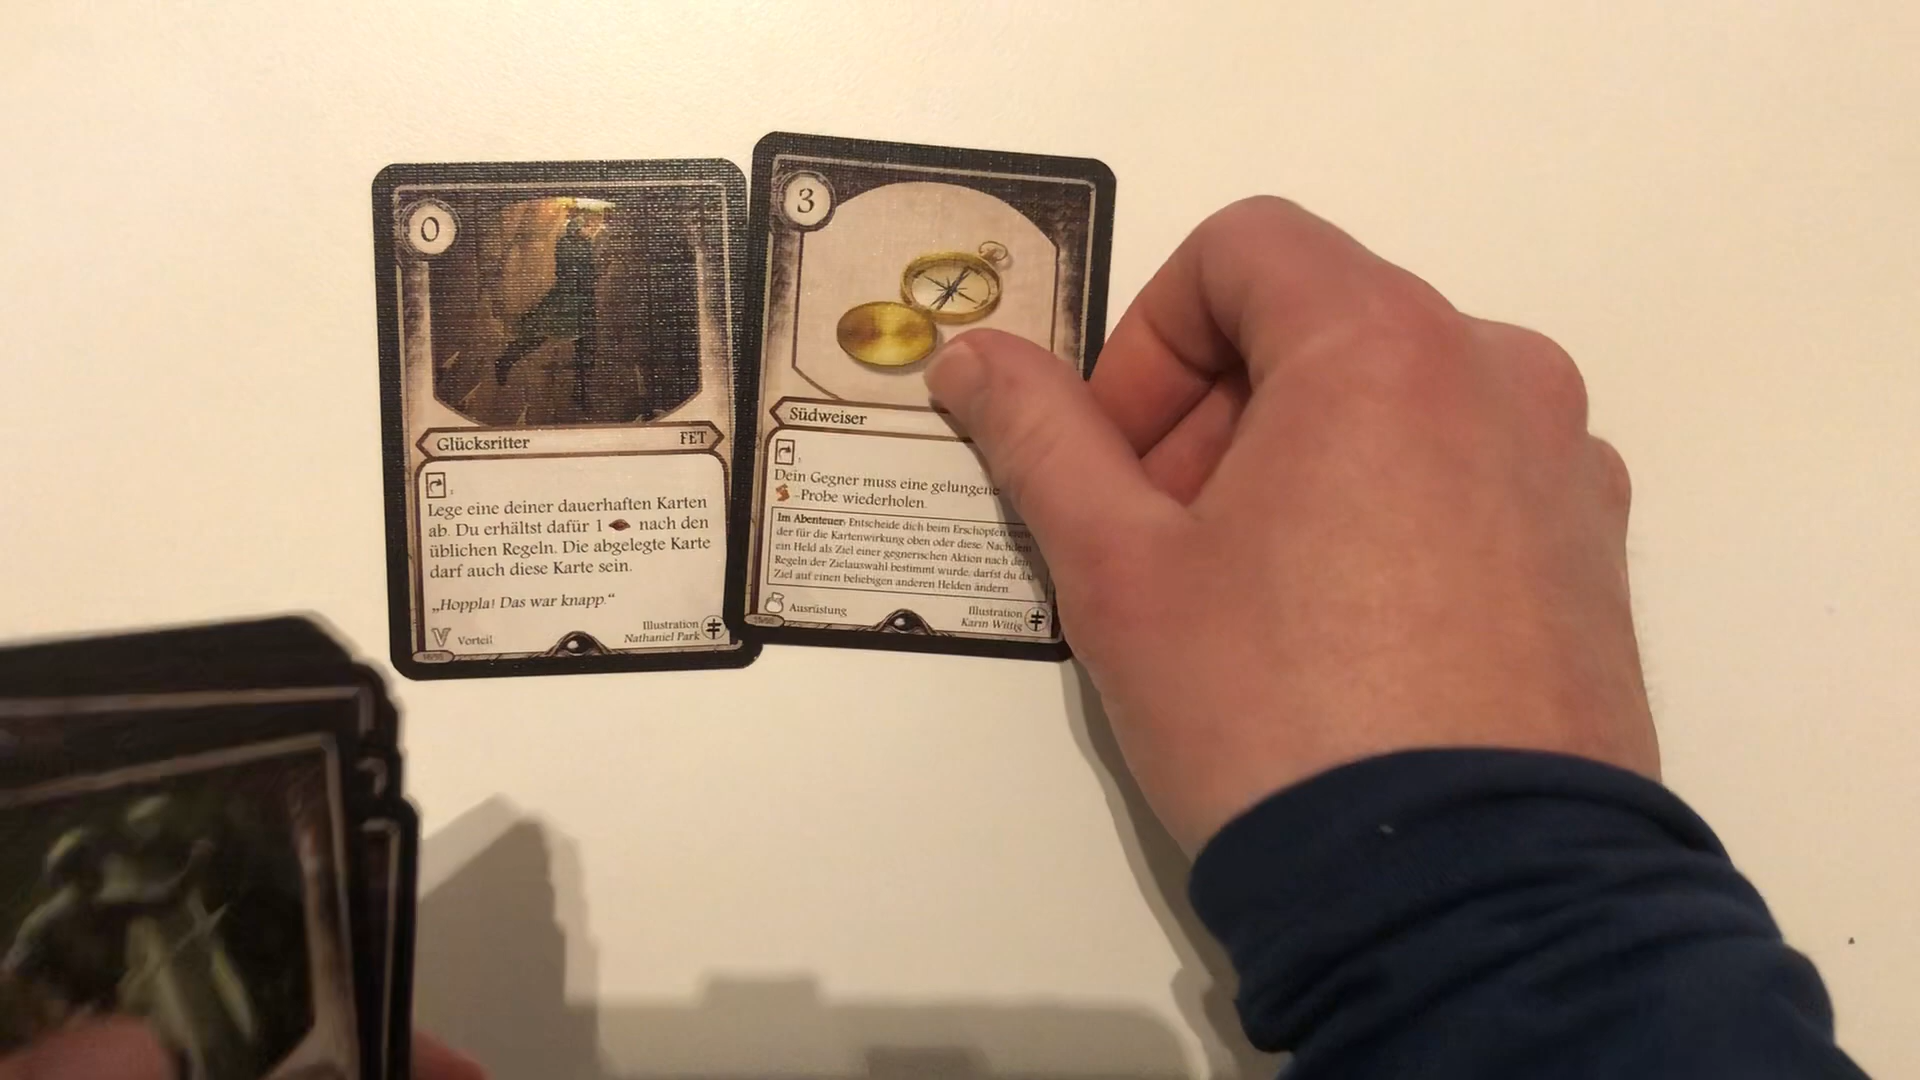 0
Glücksritter FET
:
Lege eine deiner dauerhaften Karten
ab. Du erhältst dafür 1 nach den
üblichen Regeln. Die abgelegte Karte
darf auch diese Karte sein.
„Hoppla! Das war knapp.“
Vorteil
Illustration
Nathaniel Park
3
Südweiser
:
Dein Gegner muss eine gelungene
-Probe wiederholen.
Im Abenteuer: Entscheide dich beim Erschöpfen
der für die Kartenwirkung oben oder diese: Nachdem
ein Held als Ziel einer gegnerischen Aktion nach den
Regeln der Zielauswahl bestimmt wurde, darfst du das
Ziel auf einen beliebigen anderen Helden ändern.
Ausrüstung
Illustration
Karin Wittig